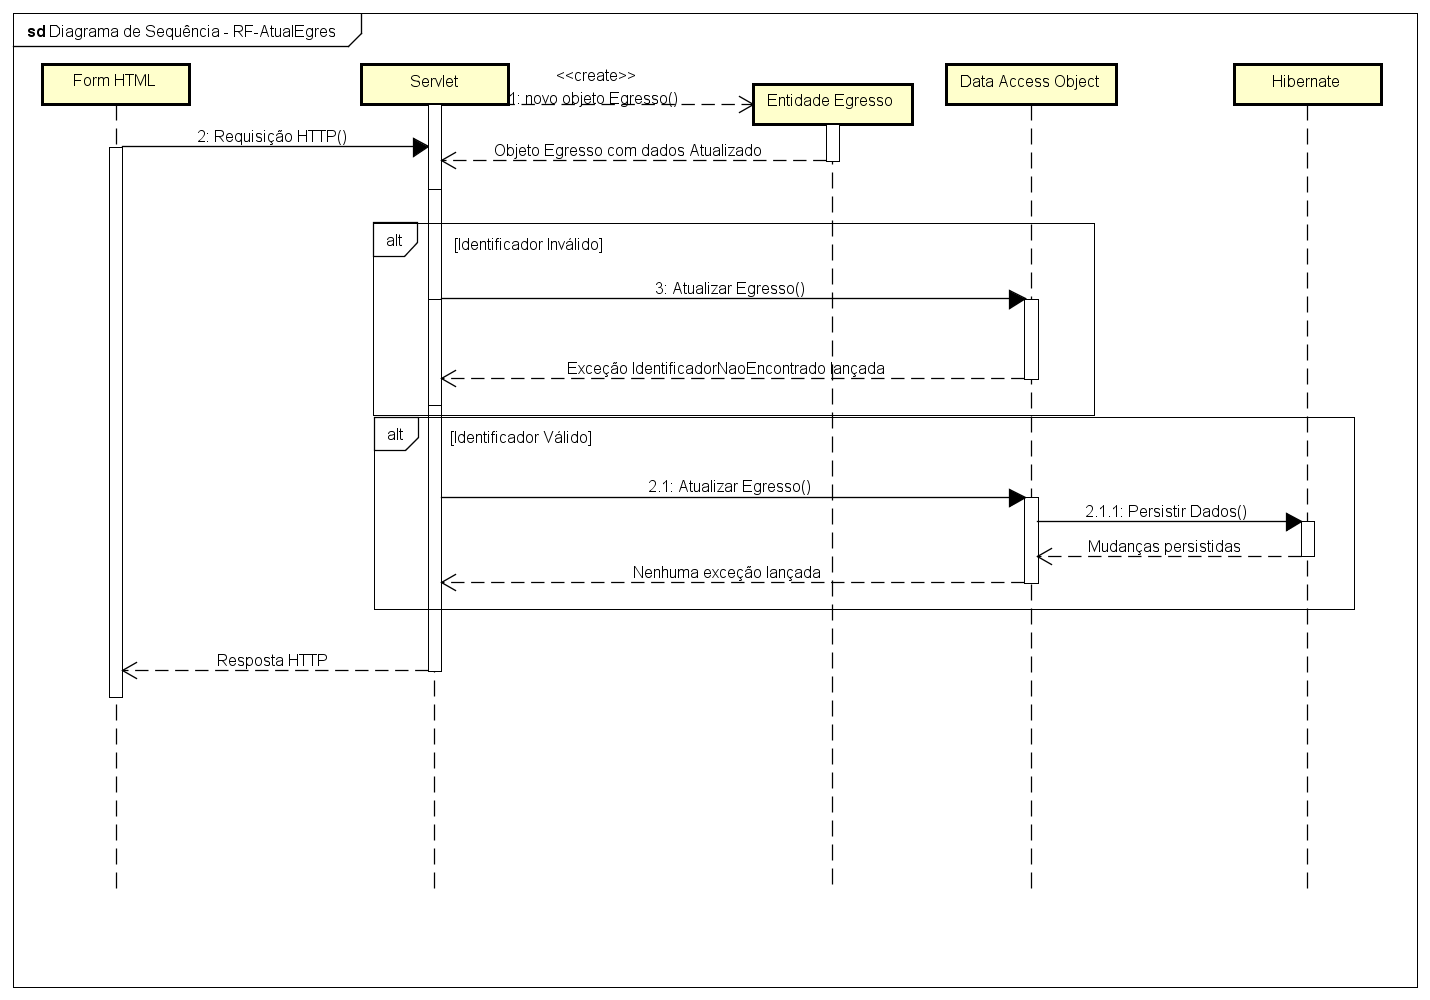 sd Diagrama de Sequência - RF-AtualEgres
Form HTML
Servlet
<<create>>
1: novo objeto Egresso()
Entidade Egresso
Data Access Object
Hibernate
2: Requisição HTTP()
Objeto Egresso com dados Atualizado
alt
[Identificador Inválido]
3: Atualizar Egresso()
Exceção IdentificadorNaoEncontrado lançada
alt
[Identificador Válido]
2.1: Atualizar Egresso()
2.1.1: Persistir Dados()
Mudanças persistidas
Nenhuma exceção lançada
Resposta HTTP